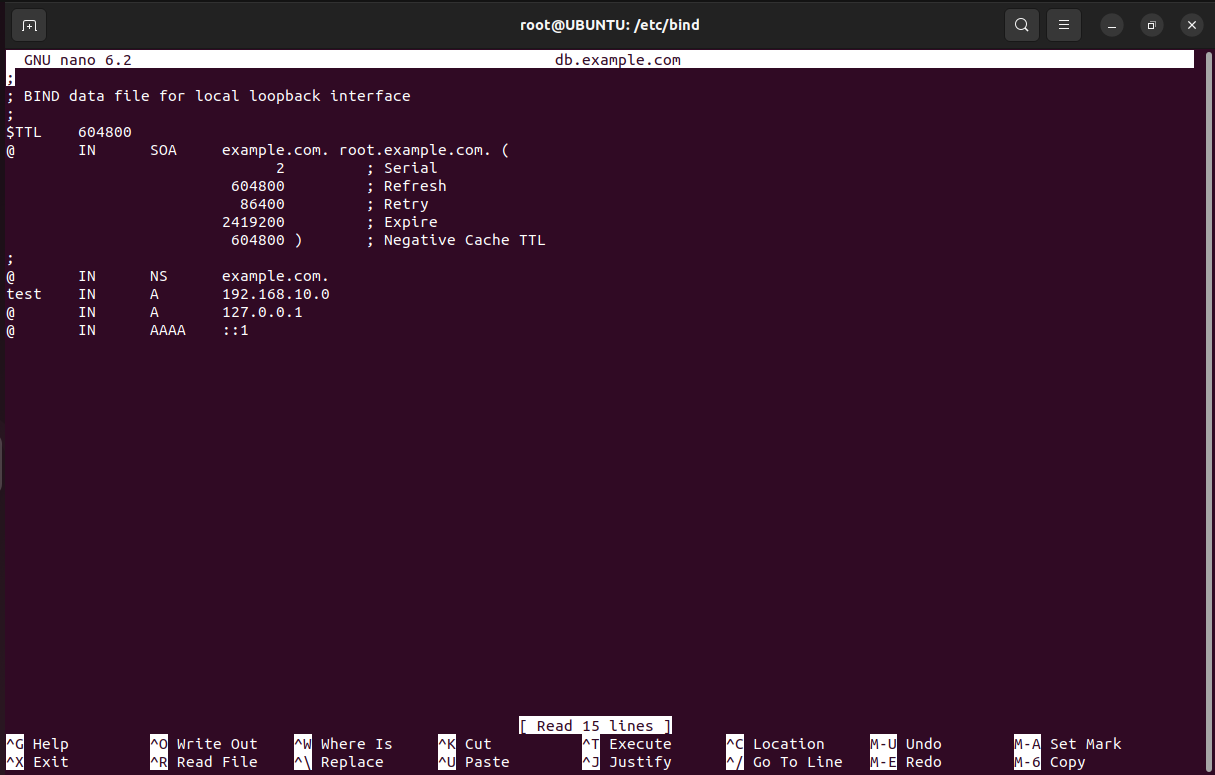 root@UBUNTU: /etc/bind
GNU nano 6.2 db.example.com
;
; BIND data file for local loopback interface
;
$TTL 604800
@ IN SOA example.com. root.example.com. (
2 ; Serial
604800 ; Refresh
86400 ; Retry
2419200 ; Expire
604800 ) ; Negative Cache TTL
;
@ IN NS example.com.
test IN A 192.168.10.0
@ IN A 127.0.0.1
@ IN AAAA ::1
[ Read 15 lines ]
^G Help ^O Write Out ^W Where Is ^K Cut ^T Execute ^C Location M-U Undo M-A Set Mark
^X Exit ^R Read File ^\ Replace ^U Paste ^J Justify ^/ Go To Line M-E Redo M-6 Copy